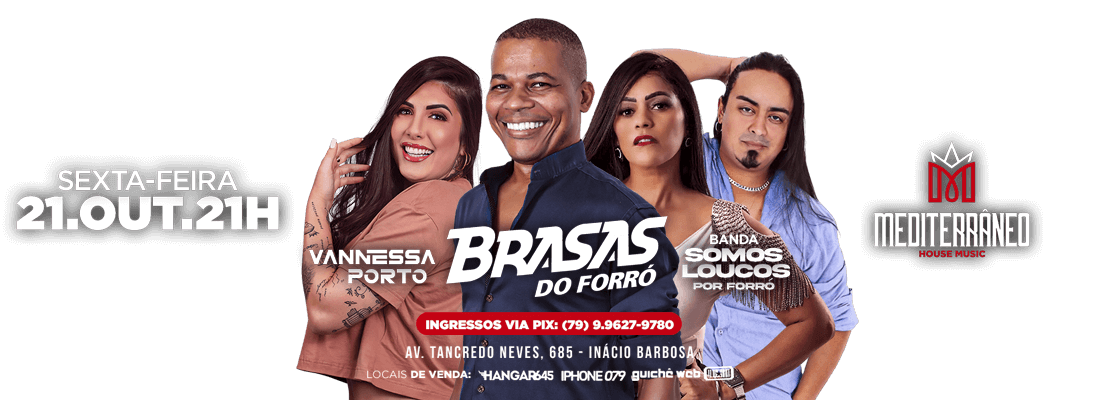 SEXTA-FEIRA
21.OUT.21H
VANNESSA
PORTO
BRASAS
DO FORRÓ
BANDA
SOMOS
LOUCOS
POR FORRÓ
INGRESSOS VIA PIX: (79) 9.9627-9780
AV. TANCREDO NEVES, 685 - INÁCIO BARBOSA
LOCAIS DE VENDA: HANGAR645 IPHONE 079 guichê web
MEDITERRÂNEO
HOUSE MUSIC